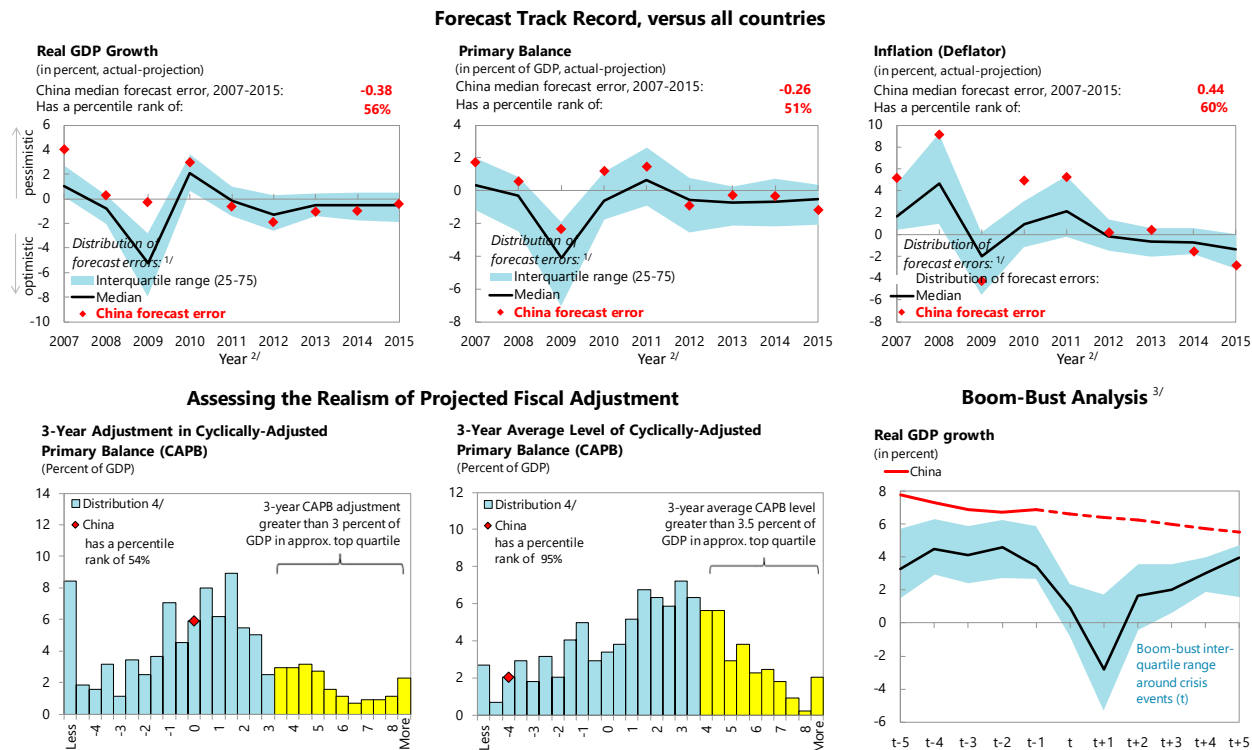 Forecast Track Record, versus all countries
Real GDP Growth
(in percent, actual-projection)
China median forecast error, 2007-2015: -0.38
Has a percentile rank of: 56%
pessimistic
optimistic
6
4
2
0
-2
-4
-6
-8
-10
Distribution of
forecast errors: 1/
Interquartile range (25-75)
Median
China forecast error
2007 2008 2009 2010 2011 2012 2013 2014 2015
Year 2/
Primary Balance
(in percent of GDP, actual-projection)
China median forecast error, 2007-2015: -0.26
Has a percentile rank of: 51%
4
2
0
-2
-4
-6
-8
Distribution of
forecast errors: 1/
Interquartile range (25-75)
Median
China forecast error
2007 2008 2009 2010 2011 2012 2013 2014 2015
Year 2/
Inflation (Deflator)
(in percent, actual-projection)
China median forecast error, 2007-2015: 0.44
Has a percentile rank of: 60%
10
8
6
4
2
0
-2
-4
-6
-8
Distribution of
forecast errors: 1/
Distribution of forecast errors:
Median
China forecast error
2007 2008 2009 2010 2011 2012 2013 2014 2015
Year 2/
Assessing the Realism of Projected Fiscal Adjustment
3-Year Adjustment in Cyclically-Adjusted
Primary Balance (CAPB)
(Percent of GDP)
14
12
10
8
6
4
2
0
Distribution 4/
China
has a percentile
rank of 54%
3-year CAPB adjustment
greater than 3 percent of
GDP in approx. top quartile
Less -4 -3 -2 -1 0 1 2 3 4 5 6 7 8 More
3-Year Average Level of Cyclically-Adjusted
Primary Balance (CAPB)
(Percent of GDP)
12
10
8
6
4
2
0
Distribution 4/
China
has a percentile
rank of 95%
3-year average CAPB level
greater than 3.5 percent of
GDP in approx. top quartile
Less -4 -3 -2 -1 0 1 2 3 4 5 6 7 8 More
Boom-Bust Analysis 3/
Real GDP growth
(in percent)
China
8
6
4
2
0
-2
-4
-6
Boom-bust inter-
quartile range
around crisis
events (t)
t-5 t-4 t-3 t-2 t-1 t t+1 t+2 t+3 t+4 t+5